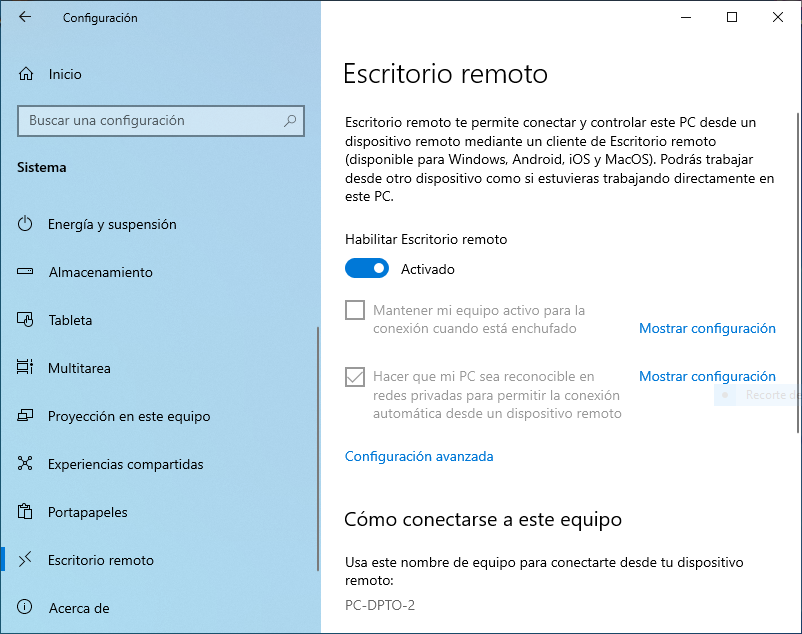 Configuración
Inicio
Buscar una configuración
Sistema
Energía y suspensión
Almacenamiento
Tableta
Multitarea
Proyección en este equipo
Experiencias compartidas
Portapapeles
Escritorio remoto
Acerca de
Escritorio remoto
Escritorio remoto te permite conectar y controlar este PC desde un
dispositivo remoto mediante un cliente de Escritorio remoto
(disponible para Windows, Android, iOS y MacOS). Podrás trabajar
desde otro dispositivo como si estuvieras trabajando directamente en
este PC.
Habilitar Escritorio remoto
Activado
Mantener mi equipo activo para la
conexión cuando está enchufado
Mostrar configuración
Hacer que mi PC sea reconocible en
redes privadas para permitir la conexión
automática desde un dispositivo remoto
Mostrar configuración
Recorte de
Configuración avanzada
Cómo conectarse a este equipo
Usa este nombre de equipo para conectarte desde tu dispositivo
remoto:
PC-DPTO-2